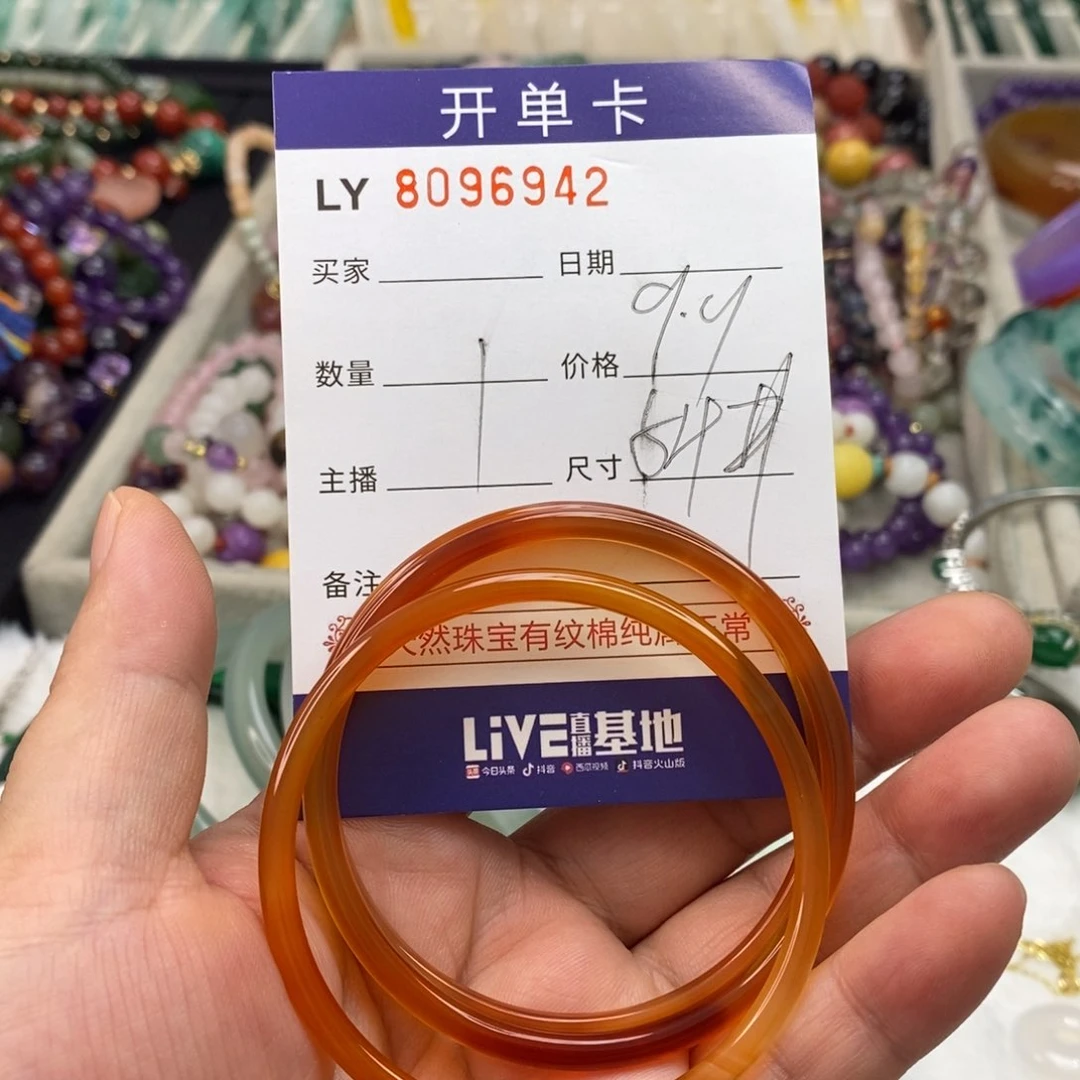 开单卡
LY 8096942
买家 日期
9.4
数量 1 价格
主播 尺寸 54
备注
然珠宝有纹棉纯属正常
LiVE直播基地
今日头条 抖音 西瓜视频 抖音火山版